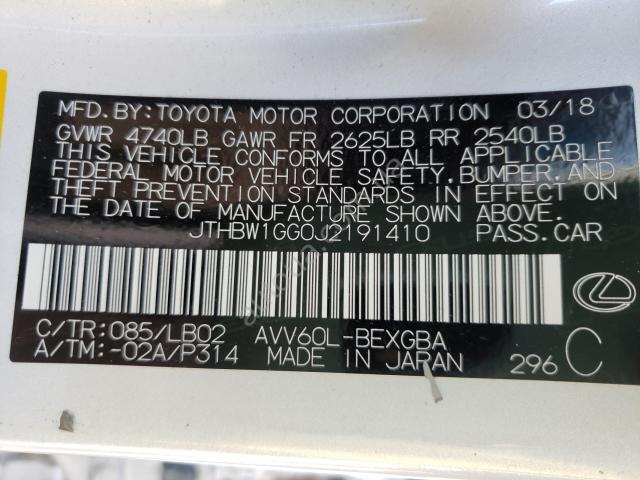 MFD.BY:TOYOTA MOTOR CORPORATION 03/18
GVWR 4740LB GAWR FR 2625LB RR 2540LB
THIS VEHICLE CONFORMS TO ALL APPLICABLE
FEDERAL MOTOR VEHICLE SAFETY,BUMPER,AND
THEFT PREVENTION STANDARDS IN EFFECT ON
THE DATE OF MANUFACTURE SHOWN ABOVE.
JTHBW1GG0J2191410 PASS.CAR
C/TR:085/LB02 AVV60L-BEXGBA
A/TM:-02A/P314 MADE IN JAPAN 296 C